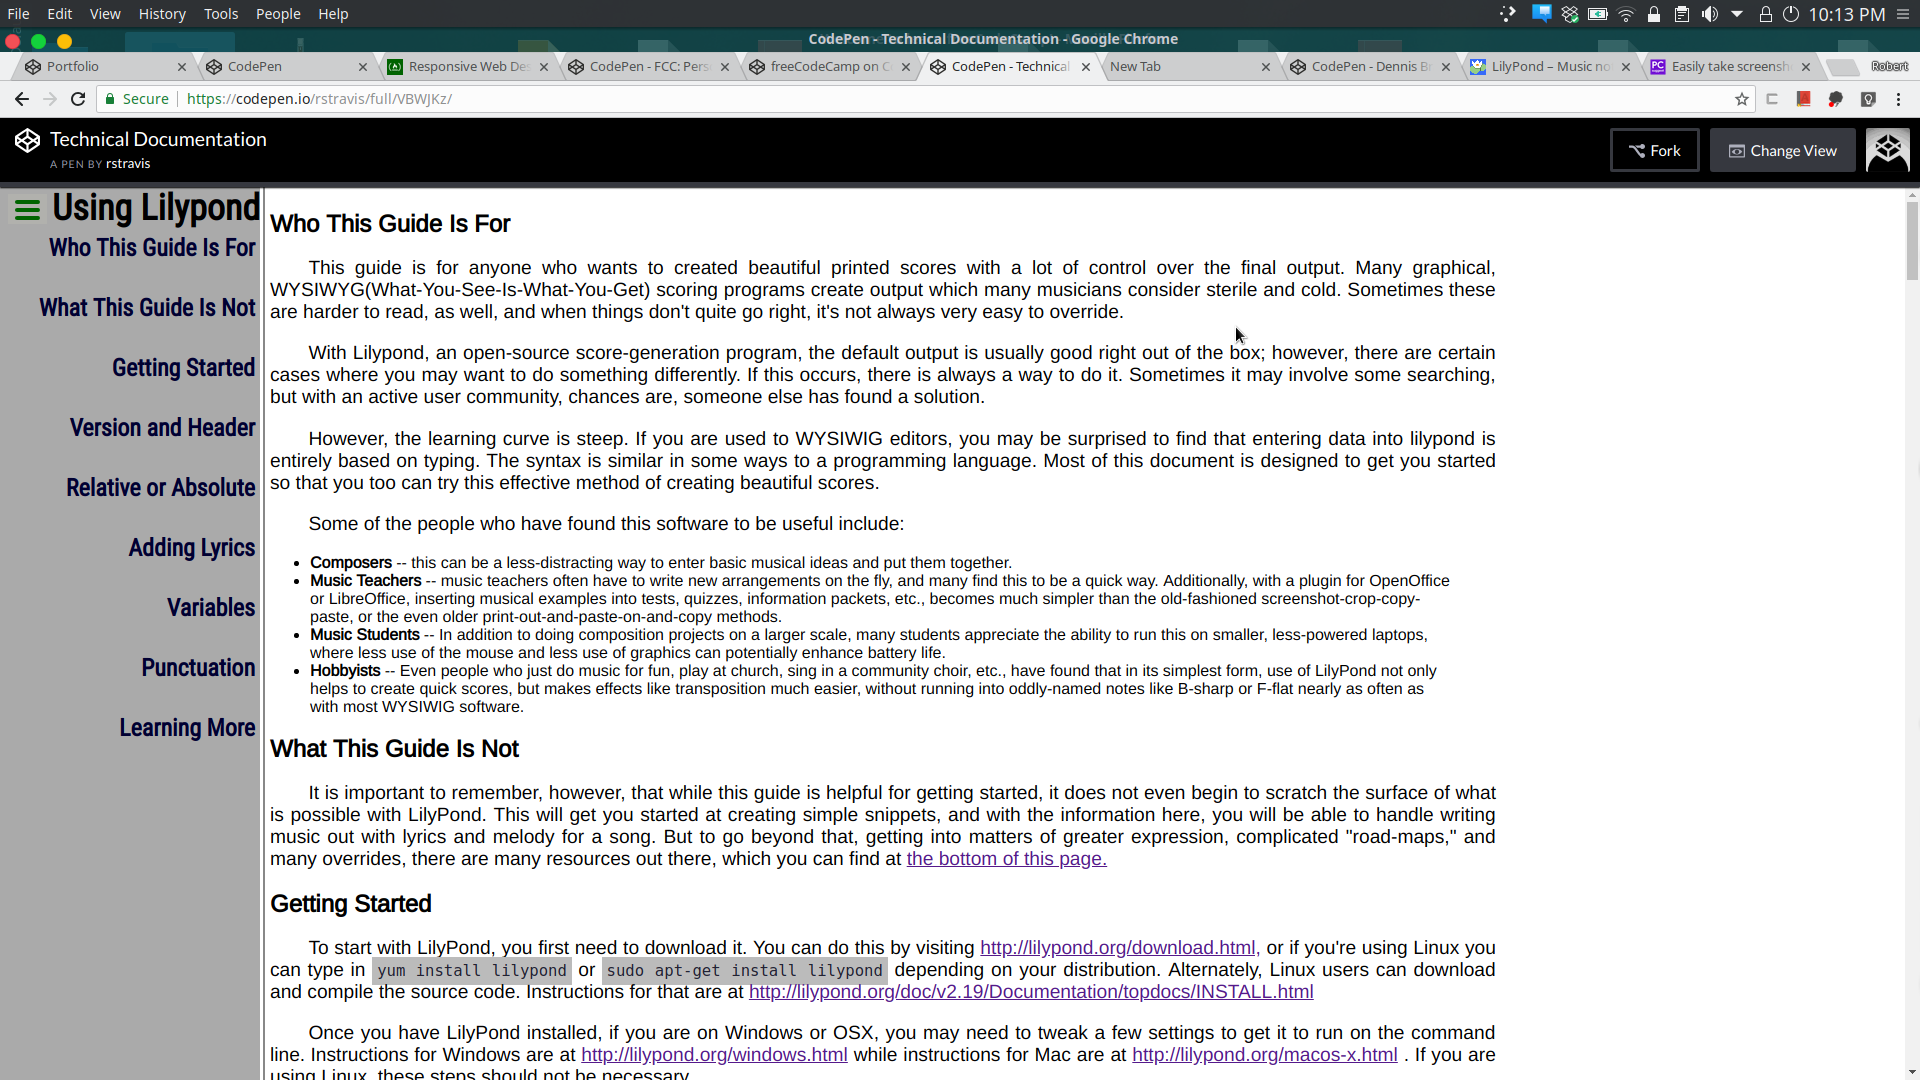 File Edit View History Tools People Help 10:13 PM
CodePen - Technical Documentation - Google Chrome
Portfolio CodePen Responsive Web De CodePen - FCC: Pers freeCodeCamp on C CodePen - Technical New Tab CodePen - Dennis B LilyPond – Music no PC Easily take screensh Robert
Secure https://codepen.io/rstravis/full/VBWJKz/
Technical Documentation
A PEN BY rstravis
Fork Change View
Using Lilypond
Who This Guide Is For
What This Guide Is Not
Getting Started
Version and Header
Relative or Absolute
Adding Lyrics
Variables
Punctuation
Learning More
Who This Guide Is For
This guide is for anyone who wants to created beautiful printed scores with a lot of control over the final output. Many graphical,
WYSIWYG(What-You-See-Is-What-You-Get) scoring programs create output which many musicians consider sterile and cold. Sometimes these
are harder to read, as well, and when things don't quite go right, it's not always very easy to override.
With Lilypond, an open-source score-generation program, the default output is usually good right out of the box; however, there are certain
cases where you may want to do something differently. If this occurs, there is always a way to do it. Sometimes it may involve some searching,
but with an active user community, chances are, someone else has found a solution.
However, the learning curve is steep. If you are used to WYSIWIG editors, you may be surprised to find that entering data into lilypond is
entirely based on typing. The syntax is similar in some ways to a programming language. Most of this document is designed to get you started
so that you too can try this effective method of creating beautiful scores.
Some of the people who have found this software to be useful include:
• Composers -- this can be a less-distracting way to enter basic musical ideas and put them together.
• Music Teachers -- music teachers often have to write new arrangements on the fly, and many find this to be a quick way. Additionally, with a plugin for OpenOffice
or LibreOffice, inserting musical examples into tests, quizzes, information packets, etc., becomes much simpler than the old-fashioned screenshot-crop-copy-
paste, or the even older print-out-and-paste-on-and-copy methods.
• Music Students -- In addition to doing composition projects on a larger scale, many students appreciate the ability to run this on smaller, less-powered laptops,
where less use of the mouse and less use of graphics can potentially enhance battery life.
• Hobbyists -- Even people who just do music for fun, play at church, sing in a community choir, etc., have found that in its simplest form, use of LilyPond not only
helps to create quick scores, but makes effects like transposition much easier, without running into oddly-named notes like B-sharp or F-flat nearly as often as
with most WYSIWIG software.
What This Guide Is Not
It is important to remember, however, that while this guide is helpful for getting started, it does not even begin to scratch the surface of what
is possible with LilyPond. This will get you started at creating simple snippets, and with the information here, you will be able to handle writing
music out with lyrics and melody for a song. But to go beyond that, getting into matters of greater expression, complicated "road-maps," and
many overrides, there are many resources out there, which you can find at the bottom of this page.
Getting Started
To start with LilyPond, you first need to download it. You can do this by visiting http://lilypond.org/download.html, or if you're using Linux you
can type in yum install lilypond or sudo apt-get install lilypond depending on your distribution. Alternately, Linux users can download
and compile the source code. Instructions for that are at http://lilypond.org/doc/v2.19/Documentation/topdocs/INSTALL.html
Once you have LilyPond installed, if you are on Windows or OSX, you may need to tweak a few settings to get it to run on the command
line. Instructions for Windows are at http://lilypond.org/windows.html while instructions for Mac are at http://lilypond.org/macos-x.html . If you are
using Linux, these steps should not be necessary.